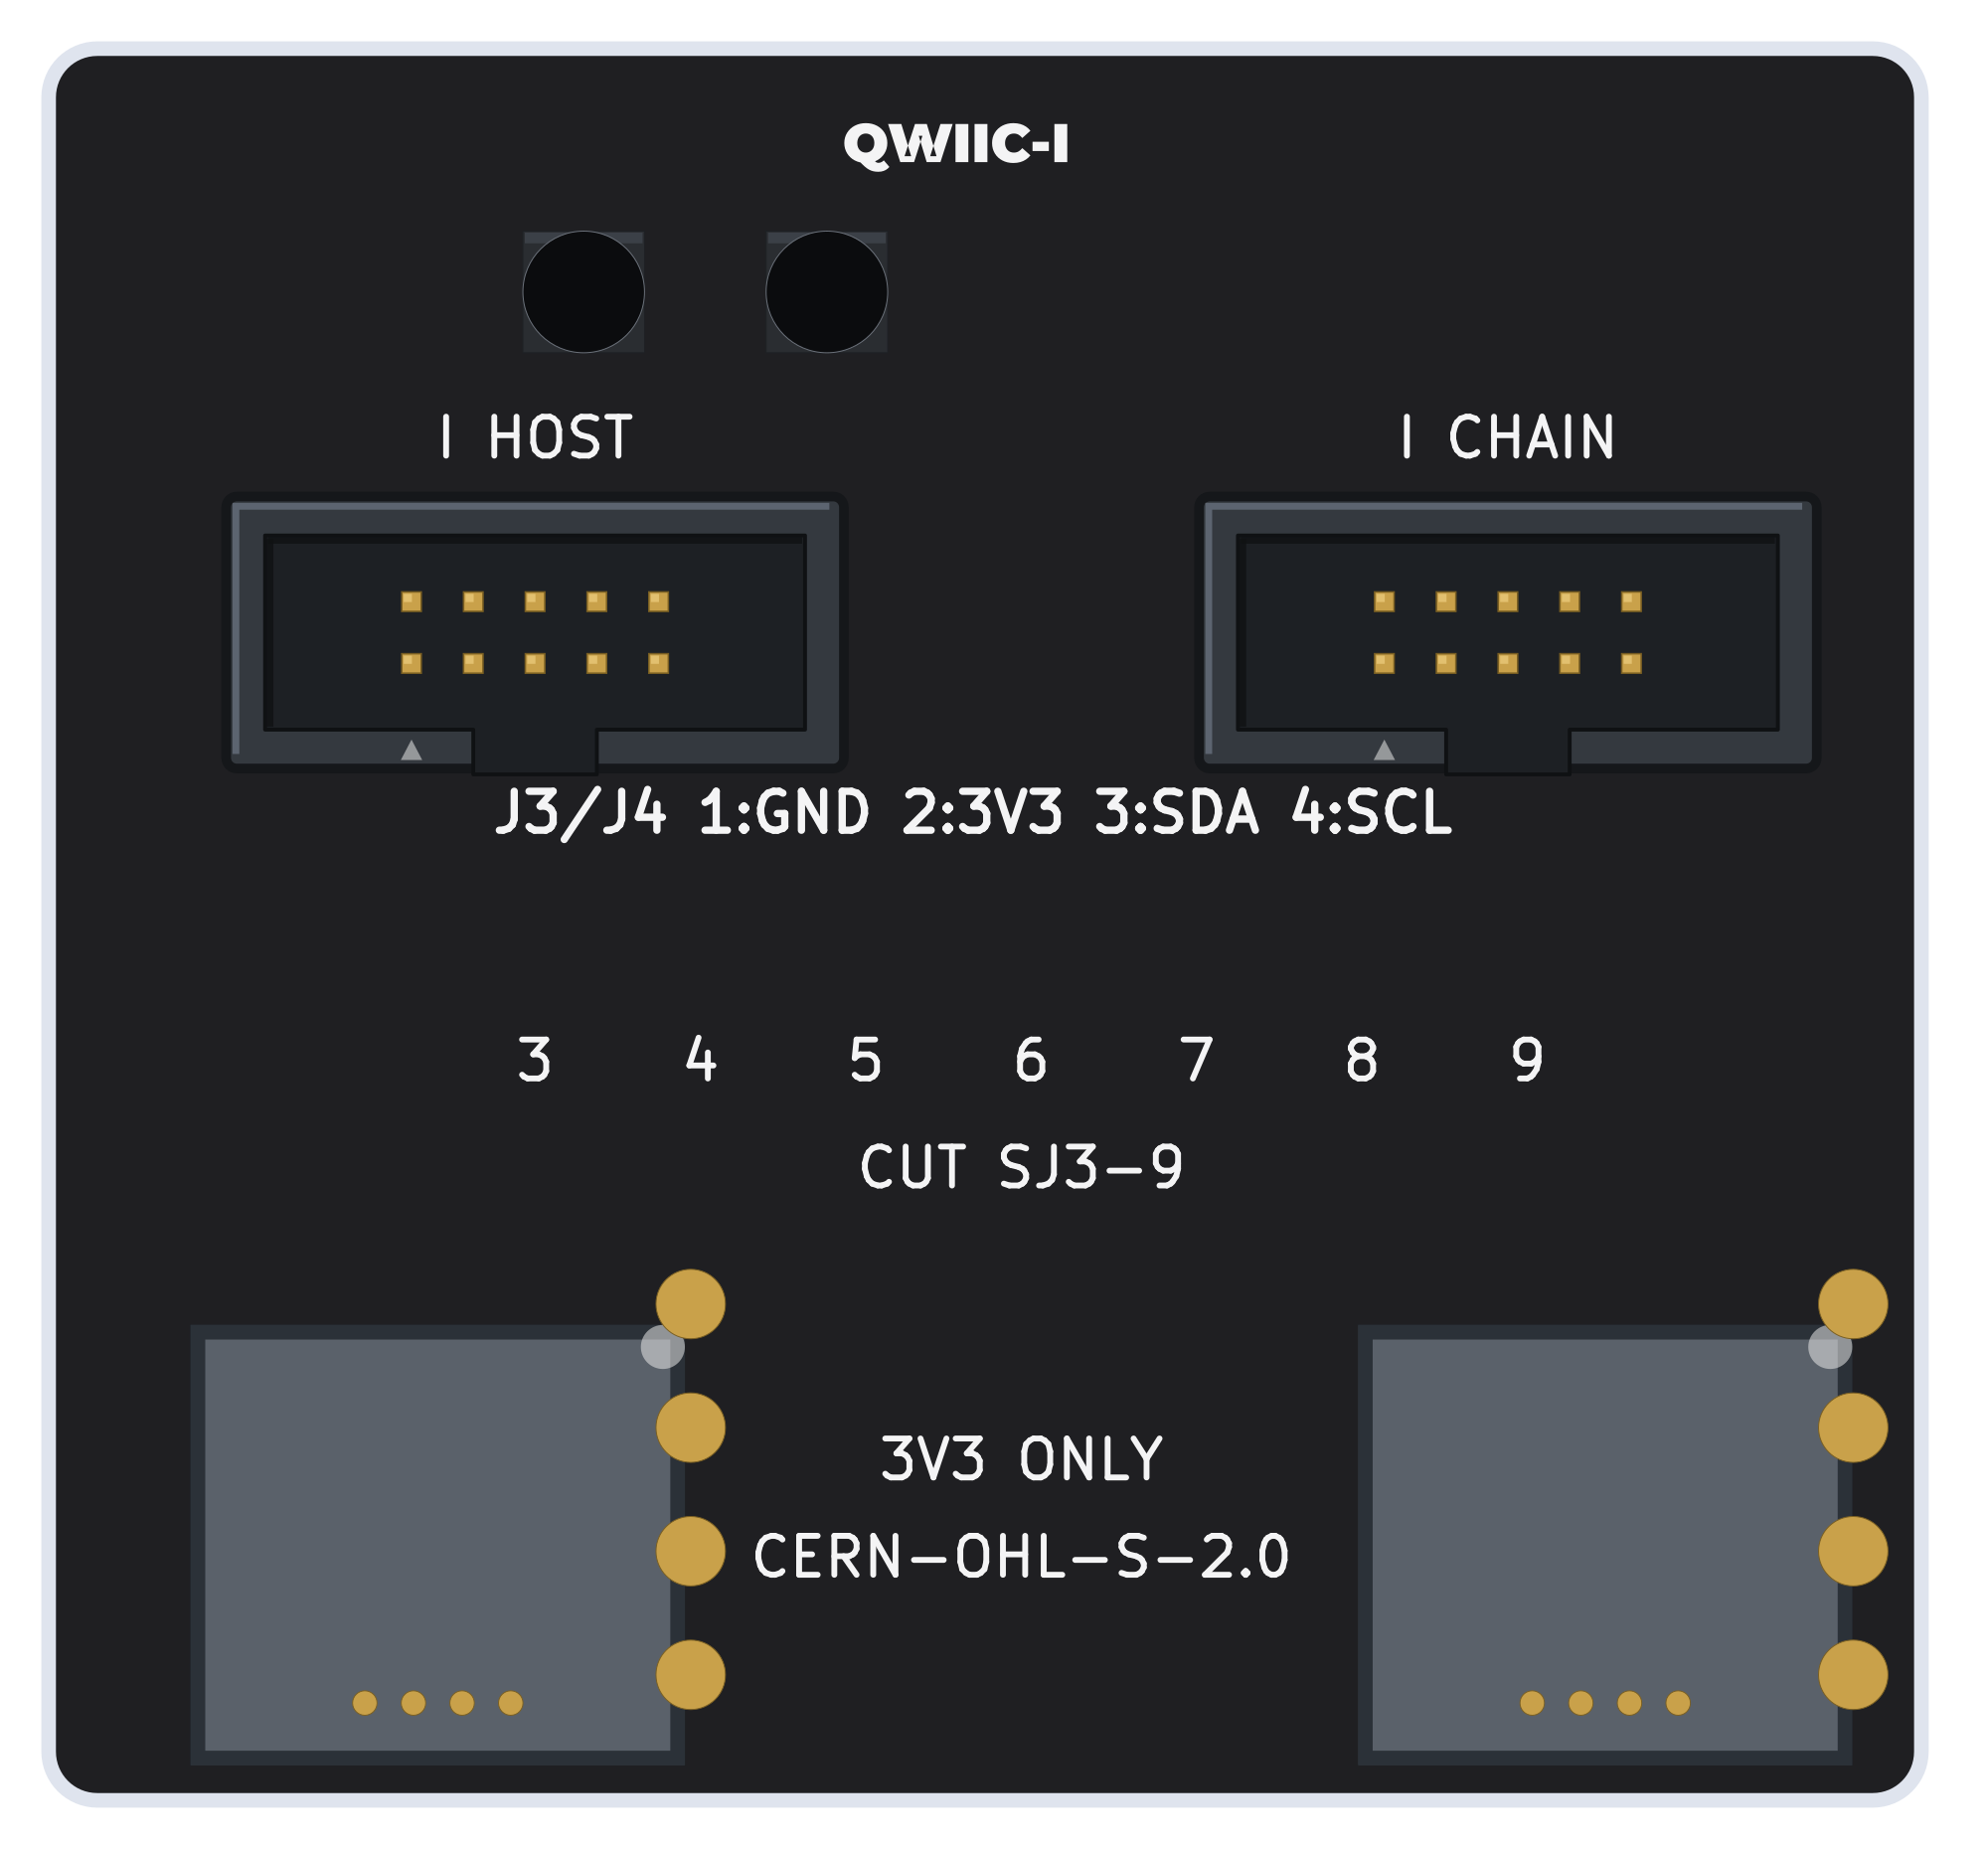 QWIIC-I
I HOST
I CHAIN
J3/J4 1:GND 2:3V3 3:SDA 4:SCL
3 4 5 6 7 8 9
CUT SJ3-9
3V3 ONLY
CERN-OHL-S-2.0